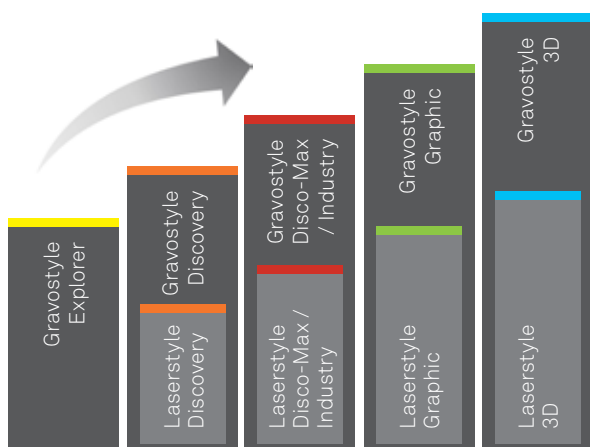 Gravostyle
Explorer
Gravostyle
Discovery
Laserstyle
Discovery
Gravostyle
Disco-Max
/ Industry
Laserstyle
Disco-Max /
Industry
Gravostyle
Graphic
Laserstyle
Graphic
Gravostyle
3D
Laserstyle
3D